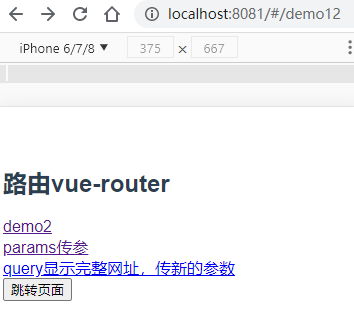 localhost:8081/#/demo12
iPhone 6/7/8 ▼ 375 × 667
路由vue-router
demo2
params传参
query显示完整网址，传新的参数
跳转页面